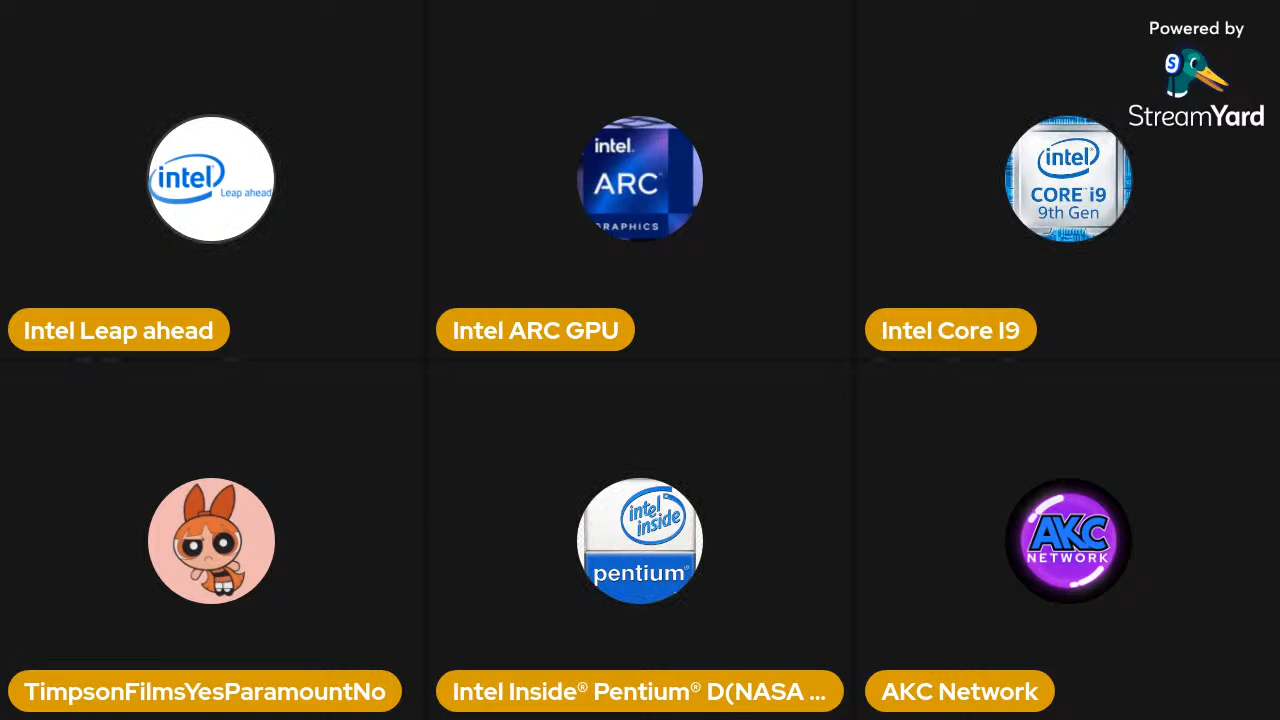 Powered by
S
StreamYard
intel
Leap ahead
intel.
ARC
GRAPHICS
intel
CORE i9
9th Gen
Intel Leap ahead
Intel ARC GPU
Intel Core I9
intel
inside
pentium®
AKC
NETWORK
TimpsonFilmsYesParamountNo
Intel Inside® Pentium® D(NASA ...
AKC Network